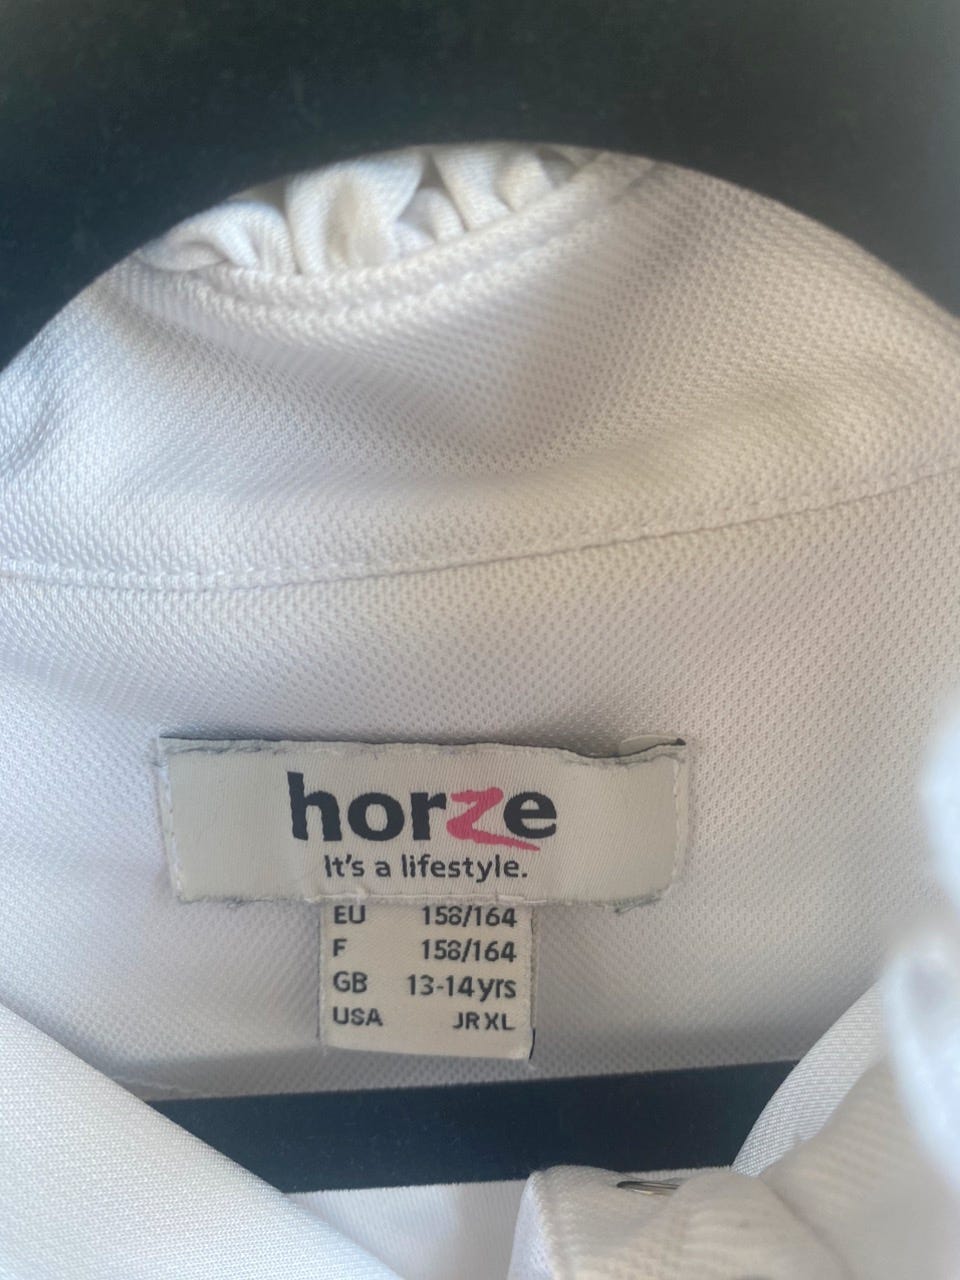 horze
It's a lifestyle.
EU 158/164
F 158/164
GB 13-14yrs
USA JR XL